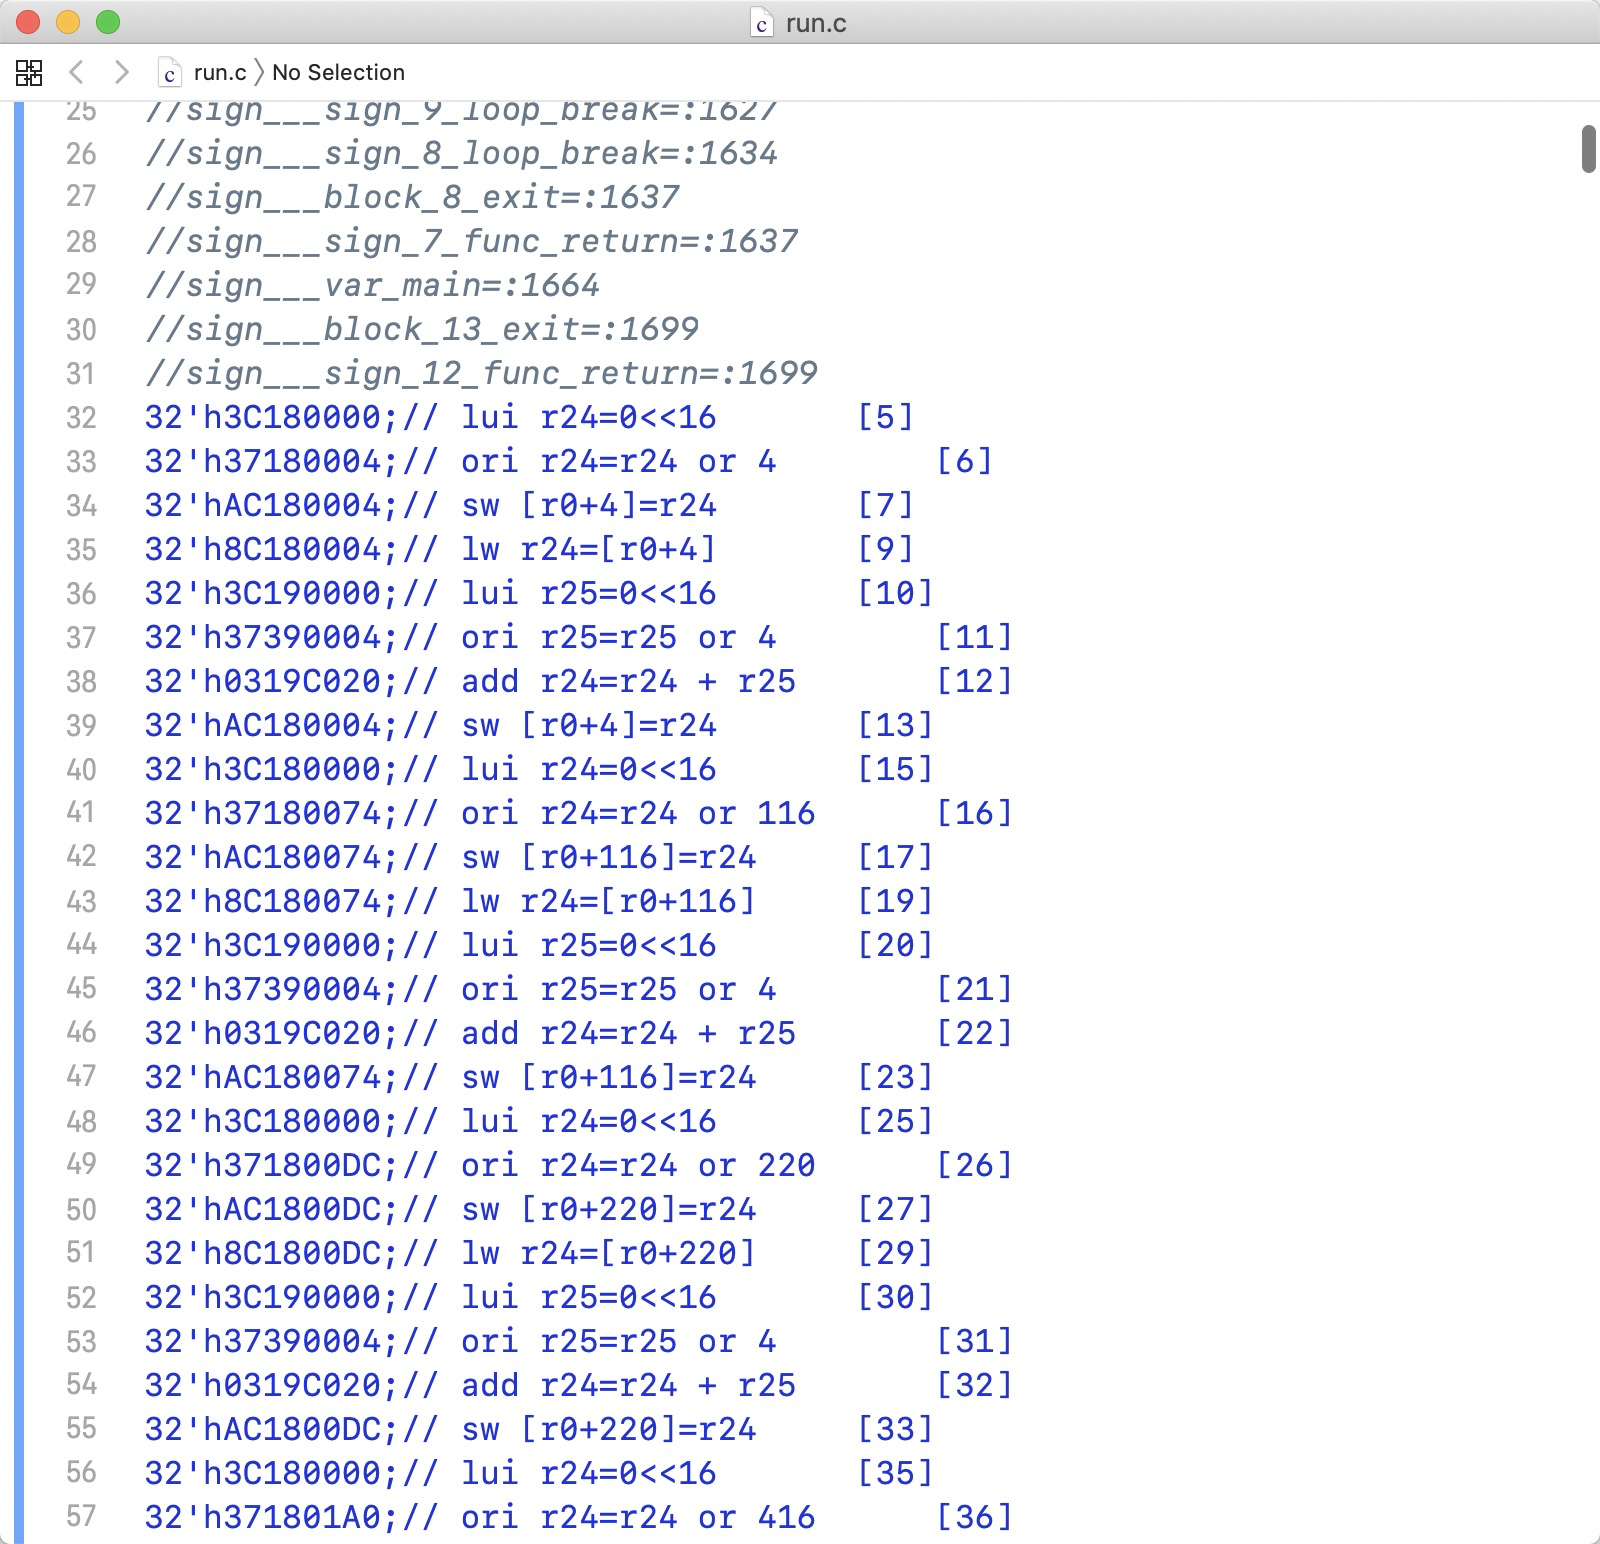 run.c
run.c 〉 No Selection
25 //sign___sign_9_loop_break=:1627
26 //sign___sign_8_loop_break=:1634
27 //sign___block_8_exit=:1637
28 //sign___sign_7_func_return=:1637
29 //sign___var_main=:1664
30 //sign___block_13_exit=:1699
31 //sign___sign_12_func_return=:1699
32 32'h3C180000;// lui r24=0<<16 [5]
33 32'h37180004;// ori r24=r24 or 4 [6]
34 32'hAC180004;// sw [r0+4]=r24 [7]
35 32'h8C180004;// lw r24=[r0+4] [9]
36 32'h3C190000;// lui r25=0<<16 [10]
37 32'h37390004;// ori r25=r25 or 4 [11]
38 32'h0319C020;// add r24=r24 + r25 [12]
39 32'hAC180004;// sw [r0+4]=r24 [13]
40 32'h3C180000;// lui r24=0<<16 [15]
41 32'h37180074;// ori r24=r24 or 116 [16]
42 32'hAC180074;// sw [r0+116]=r24 [17]
43 32'h8C180074;// lw r24=[r0+116] [19]
44 32'h3C190000;// lui r25=0<<16 [20]
45 32'h37390004;// ori r25=r25 or 4 [21]
46 32'h0319C020;// add r24=r24 + r25 [22]
47 32'hAC180074;// sw [r0+116]=r24 [23]
48 32'h3C180000;// lui r24=0<<16 [25]
49 32'h371800DC;// ori r24=r24 or 220 [26]
50 32'hAC1800DC;// sw [r0+220]=r24 [27]
51 32'h8C1800DC;// lw r24=[r0+220] [29]
52 32'h3C190000;// lui r25=0<<16 [30]
53 32'h37390004;// ori r25=r25 or 4 [31]
54 32'h0319C020;// add r24=r24 + r25 [32]
55 32'hAC1800DC;// sw [r0+220]=r24 [33]
56 32'h3C180000;// lui r24=0<<16 [35]
57 32'h371801A0;// ori r24=r24 or 416 [36]